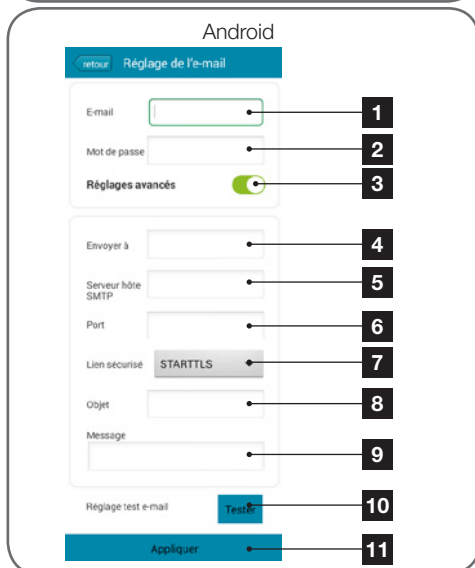 Android
retour Réglage de l'e-mail
E-mail 1
Mot de passe 2
Réglages avancés 3
Envoyer à 4
Serveur hôte
SMTP 5
Port 6
Lien sécurisé STARTTLS 7
Objet 8
Message
9
Réglage test e-mail Tester 10
Appliquer 11